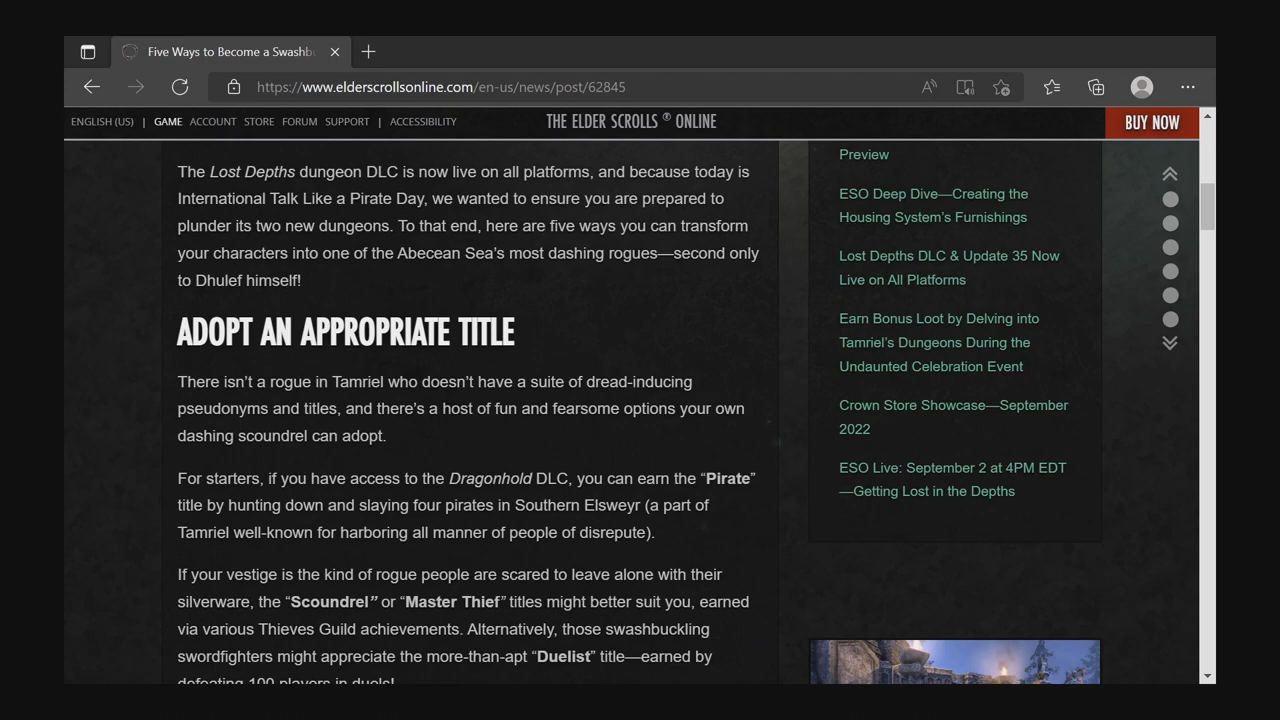 Five Ways to Become a Swashb
https://www.elderscrollsonline.com/en-us/news/post/62845
ENGLISH (US) | GAME ACCOUNT STORE FORUM SUPPORT | ACCESSIBILITY
THE ELDER SCROLLS ® ONLINE
BUY NOW
The Lost Depths dungeon DLC is now live on all platforms, and because today is
International Talk Like a Pirate Day, we wanted to ensure you are prepared to
plunder its two new dungeons. To that end, here are five ways you can transform
your characters into one of the Abecean Sea’s most dashing rogues—second only
to Dhulef himself!
ADOPT AN APPROPRIATE TITLE
There isn’t a rogue in Tamriel who doesn’t have a suite of dread-inducing
pseudonyms and titles, and there’s a host of fun and fearsome options your own
dashing scoundrel can adopt.
For starters, if you have access to the Dragonhold DLC, you can earn the “Pirate”
title by hunting down and slaying four pirates in Southern Elsweyr (a part of
Tamriel well-known for harboring all manner of people of disrepute).
If your vestige is the kind of rogue people are scared to leave alone with their
silverware, the “Scoundrel” or “Master Thief” titles might better suit you, earned
via various Thieves Guild achievements. Alternatively, those swashbuckling
swordfighters might appreciate the more-than-apt “Duelist” title—earned by
defeating 100 players in duels!
Preview
ESO Deep Dive—Creating the
Housing System’s Furnishings
Lost Depths DLC & Update 35 Now
Live on All Platforms
Earn Bonus Loot by Delving into
Tamriel’s Dungeons During the
Undaunted Celebration Event
Crown Store Showcase—September
2022
ESO Live: September 2 at 4PM EDT
—Getting Lost in the Depths